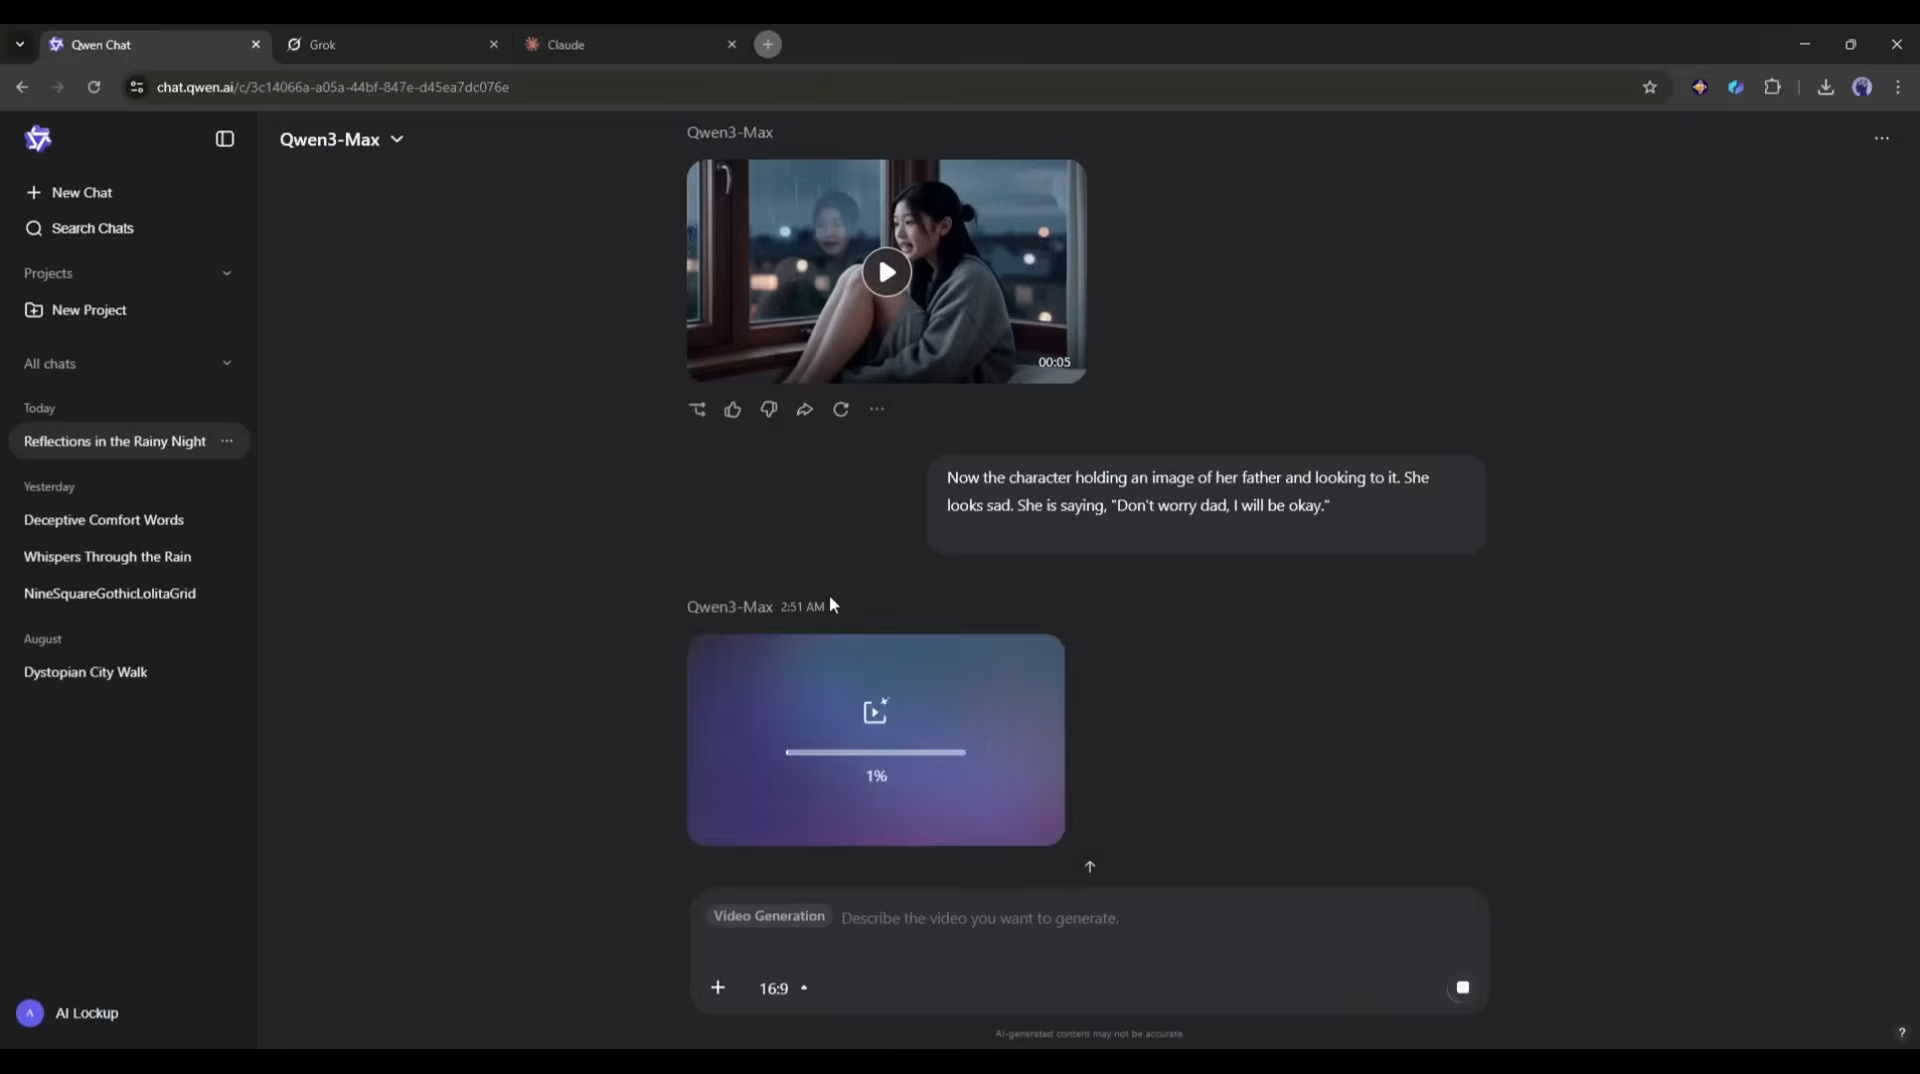 Qwen Chat
Grok
Claude
chat.qwen.ai/c/3c14066a-a05a-44bf-847e-d45ea7dc076e
Qwen3-Max
Qwen3-Max
New Chat
Search Chats
Projects
New Project
All chats
Today
Reflections in the Rainy Night
Yesterday
Deceptive Comfort Words
Whispers Through the Rain
NineSquareGothicLolitaGrid
August
Dystopian City Walk
00:05
Now the character holding an image of her father and looking to it. She
looks sad. She is saying, "Don't worry dad, I will be okay."
Qwen3-Max 2:51 AM
1%
Video Generation Describe the video you want to generate.
16:9
A AI Lockup
AI-generated content may not be accurate.
?